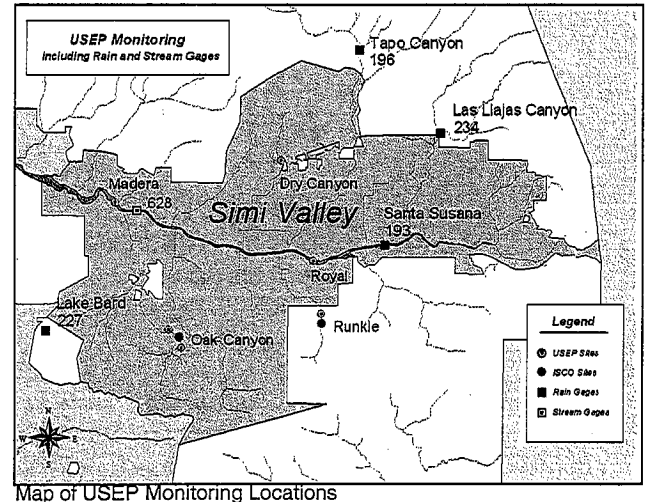 USEP Monitoring
Including Rain and Stream Gages
Tapo Canyon
196
Las Llajas Canyon
234
Madera
628
Dry Canyon
Simi Valley
Santa Susana
193
Royal
Lake Bard
227
Oak Canyon
Runkle
Legend
USEP Sites
ISCO Sites
Rain Gages
Stream Gages
N
W
E
S
Map of USEP Monitoring Locations